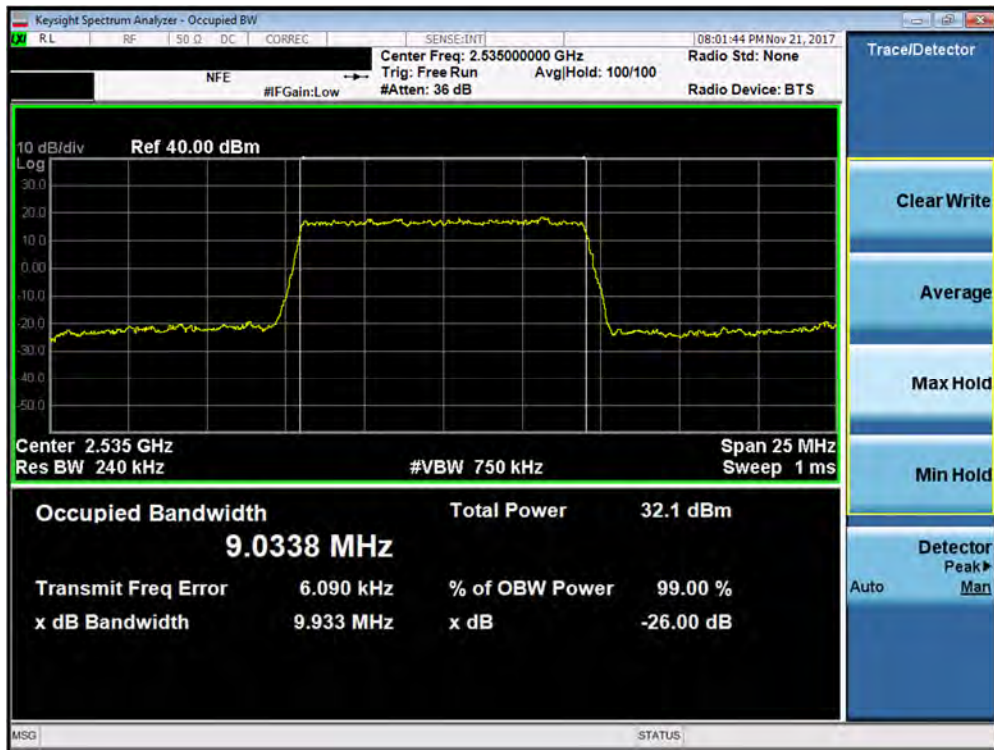 Keysight Spectrum Analyzer - Occupied BW
LXI RL RF 50 Ω DC CORREC SENSE:INT 08:01:44 PM Nov 21, 2017
Center Freq: 2.535000000 GHz Radio Std: None
NFE Trig: Free Run Avg|Hold: 100/100
#IFGain:Low #Atten: 36 dB Radio Device: BTS
10 dB/div Ref 40.00 dBm
Log
30.0
20.0
10.0
0.00
-10.0
-20.0
-30.0
-40.0
-50.0
Center 2.535 GHz Span 25 MHz
Res BW 240 kHz #VBW 750 kHz Sweep 1 ms
Occupied Bandwidth Total Power 32.1 dBm
9.0338 MHz
Transmit Freq Error 6.090 kHz % of OBW Power 99.00 %
x dB Bandwidth 9.933 MHz x dB -26.00 dB
MSG STATUS
Trace/Detector
Clear Write
Average
Max Hold
Min Hold
Detector
Peak▶
Auto Man